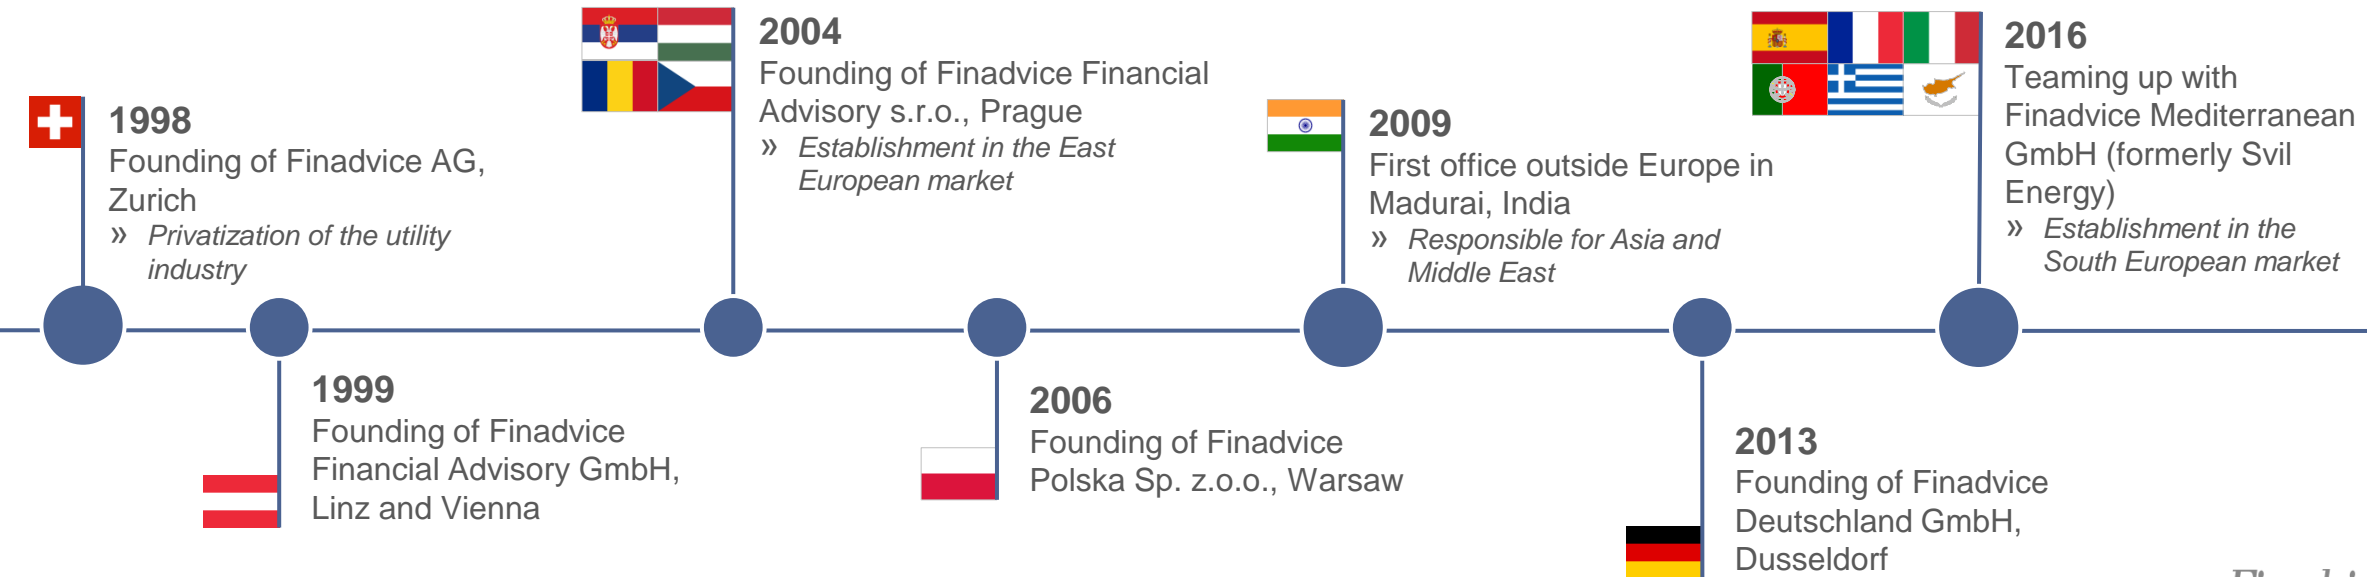 1998
Founding of Finadvice AG,
Zurich
» Privatization of the utility
industry
1999
Founding of Finadvice
Financial Advisory GmbH,
Linz and Vienna
2004
Founding of Finadvice Financial
Advisory s.r.o., Prague
» Establishment in the East
European market
2006
Founding of Finadvice
Polska Sp. z.o.o., Warsaw
2009
First office outside Europe in
Madurai, India
» Responsible for Asia and
Middle East
2013
Founding of Finadvice
Deutschland GmbH,
Dusseldorf
2016
Teaming up with
Finadvice Mediterranean
GmbH (formerly Svil
Energy)
» Establishment in the
South European market